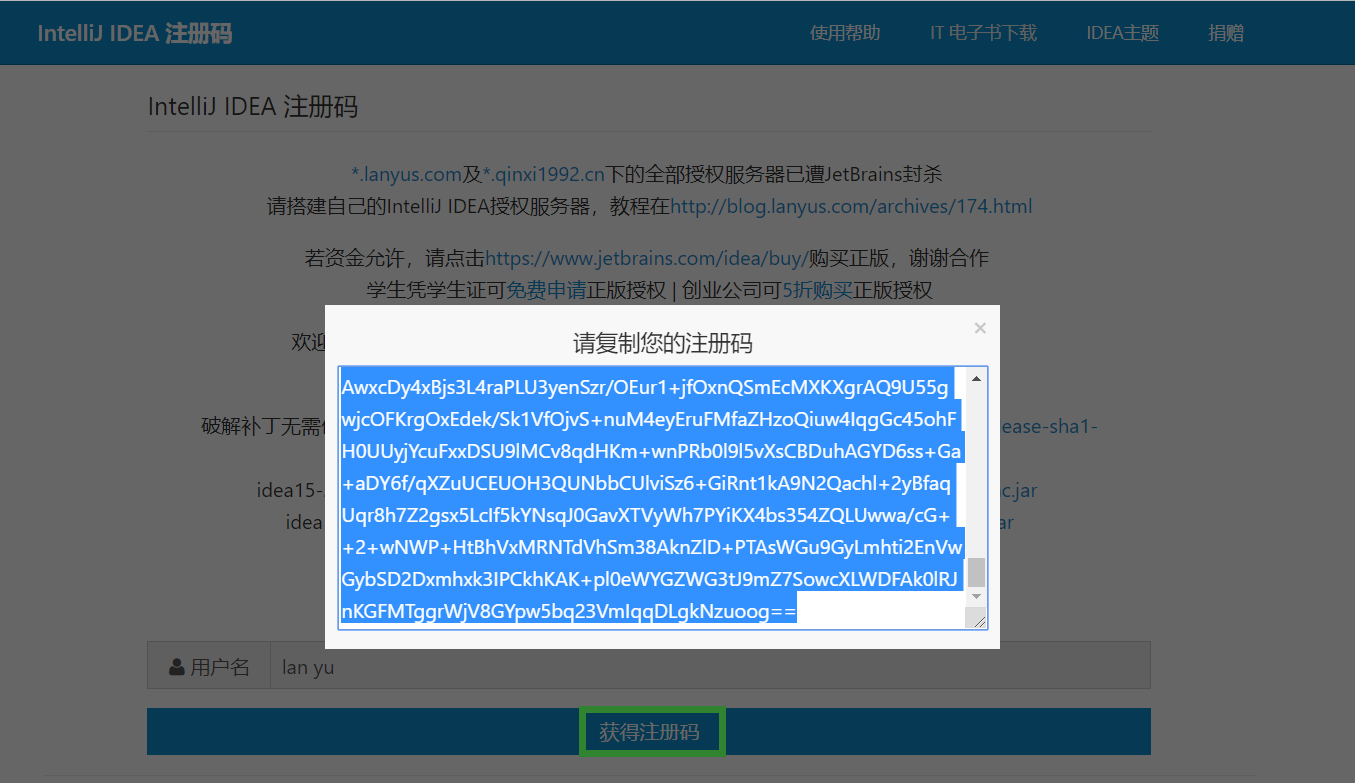 IntelliJ IDEA 注册码
使用帮助
IT 电子书下载
IDEA主题
捐赠
IntelliJ IDEA 注册码
*.lanyus.com及*.qinxi1992.cn下的全部授权服务器已遭JetBrains封杀
请搭建自己的IntelliJ IDEA授权服务器，教程在http://blog.lanyus.com/archives/174.html
若资金允许，请点击https://www.jetbrains.com/idea/buy/购买正版，谢谢合作
学生凭学生证可免费申请正版授权 | 创业公司可5折购买正版授权
欢迎
请复制您的注册码
×
AwxcDy4xBjs3L4raPLU3yenSzr/OEur1+jfOxnQSmEcMXKXgrAQ9U55g
wjcOFKrgOxEdek/Sk1VfOjvS+nuM4eyEruFMfaZHzoQiuw4IqgGc45ohF
H0UUyjYcuFxxDSU9lMCv8qdHKm+wnPRb0l9l5vXsCBDuhAGYD6ss+Ga
+aDY6f/qXZuUCEUOH3QUNbbCUlviSz6+GiRnt1kA9N2Qachl+2yBfaq
Uqr8h7Z2gsx5LcIf5kYNsqJ0GavXTVyWh7PYiKX4bs354ZQLUwwa/cG+
+2+wNWP+HtBhVxMRNTdVhSm38AknZlD+PTAsWGu9GyLmhti2EnVw
GybSD2Dxmhxk3IPCkhKAK+pl0eWYGZWG3tJ9mZ7SowcXLWDFAk0lRJ
nKGFMTggrWjV8GYpw5bq23VmIqqDLgkNzuoog==
破解补丁无需
ease-sha1-
idea15-
c.jar
idea
ar
用户名
lan yu
获得注册码